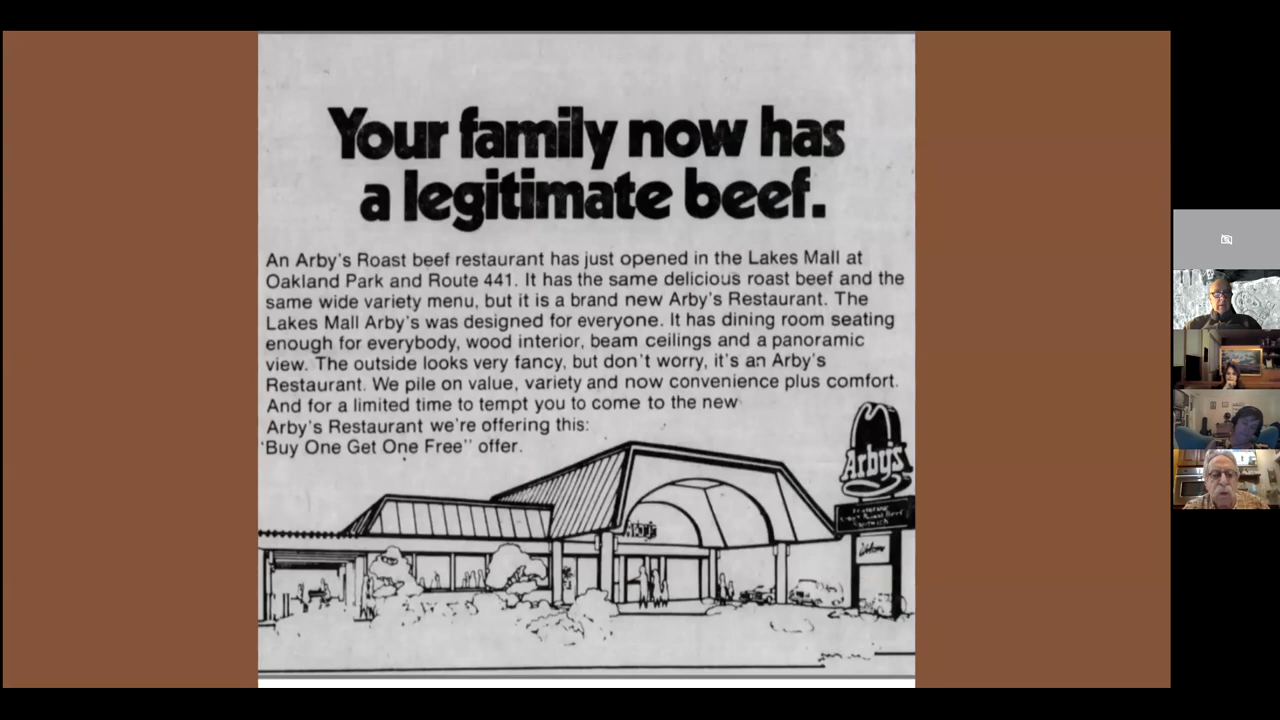 Your family now has
a legitimate beef.
An Arby's Roast beef restaurant has just opened in the Lakes Mall at
Oakland Park and Route 441. It has the same delicious roast beef and the
same wide variety menu, but it is a brand new Arby's Restaurant. The
Lakes Mall Arby's was designed for everyone. It has dining room seating
enough for everybody, wood interior, beam ceilings and a panoramic
view. The outside looks very fancy, but don't worry, it's an Arby's
Restaurant. We pile on value, variety and now convenience plus comfort.
And for a limited time to tempt you to come to the new
Arby's Restaurant we're offering this:
'Buy One Get One Free" offer.
Arby's
Arby's
Welcome